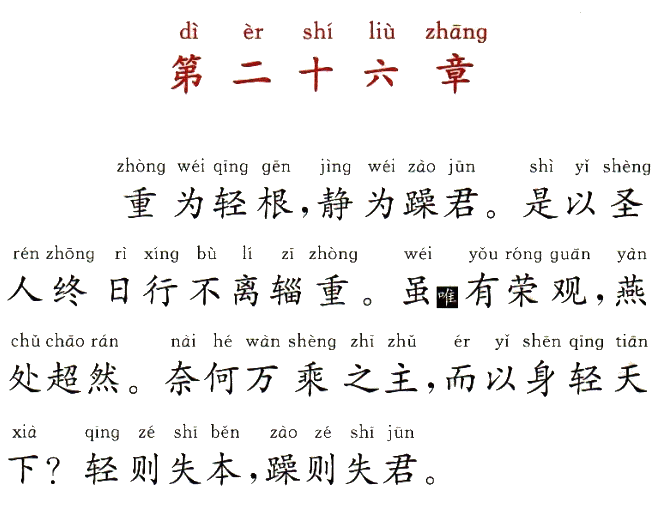 dì èr shí liù zhāng
第二十六章
zhòng wéi qīng gēn jìng wéi zào jūn shì yǐ shèng
重为轻根，静为躁君。是以圣
rén zhōng rì xíng bù lí zī zhòng wéi yǒu róng guān yàn
人终日行不离辎重。虽唯有荣观，燕
chǔ chāo rán nài hé wàn shèng zhī zhǔ ér yǐ shēn qīng tiān
处超然。奈何万乘之主，而以身轻天
xià qīng zé shī běn zào zé shī jūn
下？轻则失本，躁则失君。